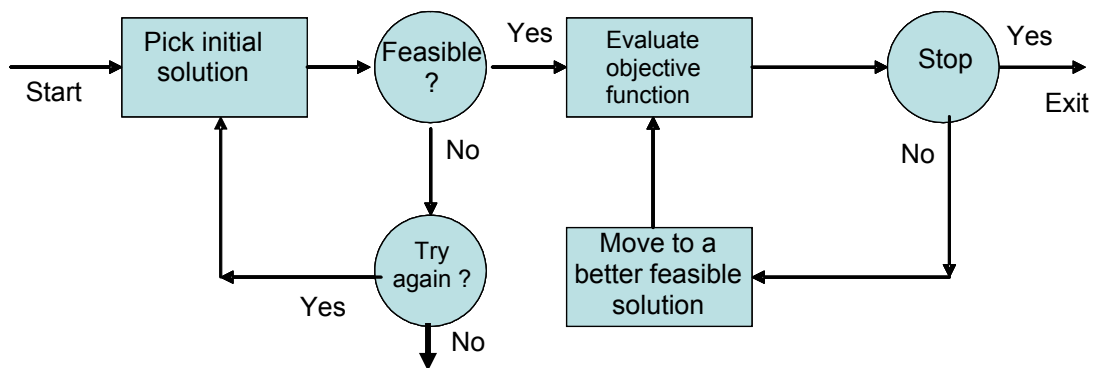 Start
Pick initial
solution
Feasible
?
Yes
Evaluate
objective
function
Stop
Yes
Exit
No
No
Try
again ?
Yes
No
Move to a
better feasible
solution